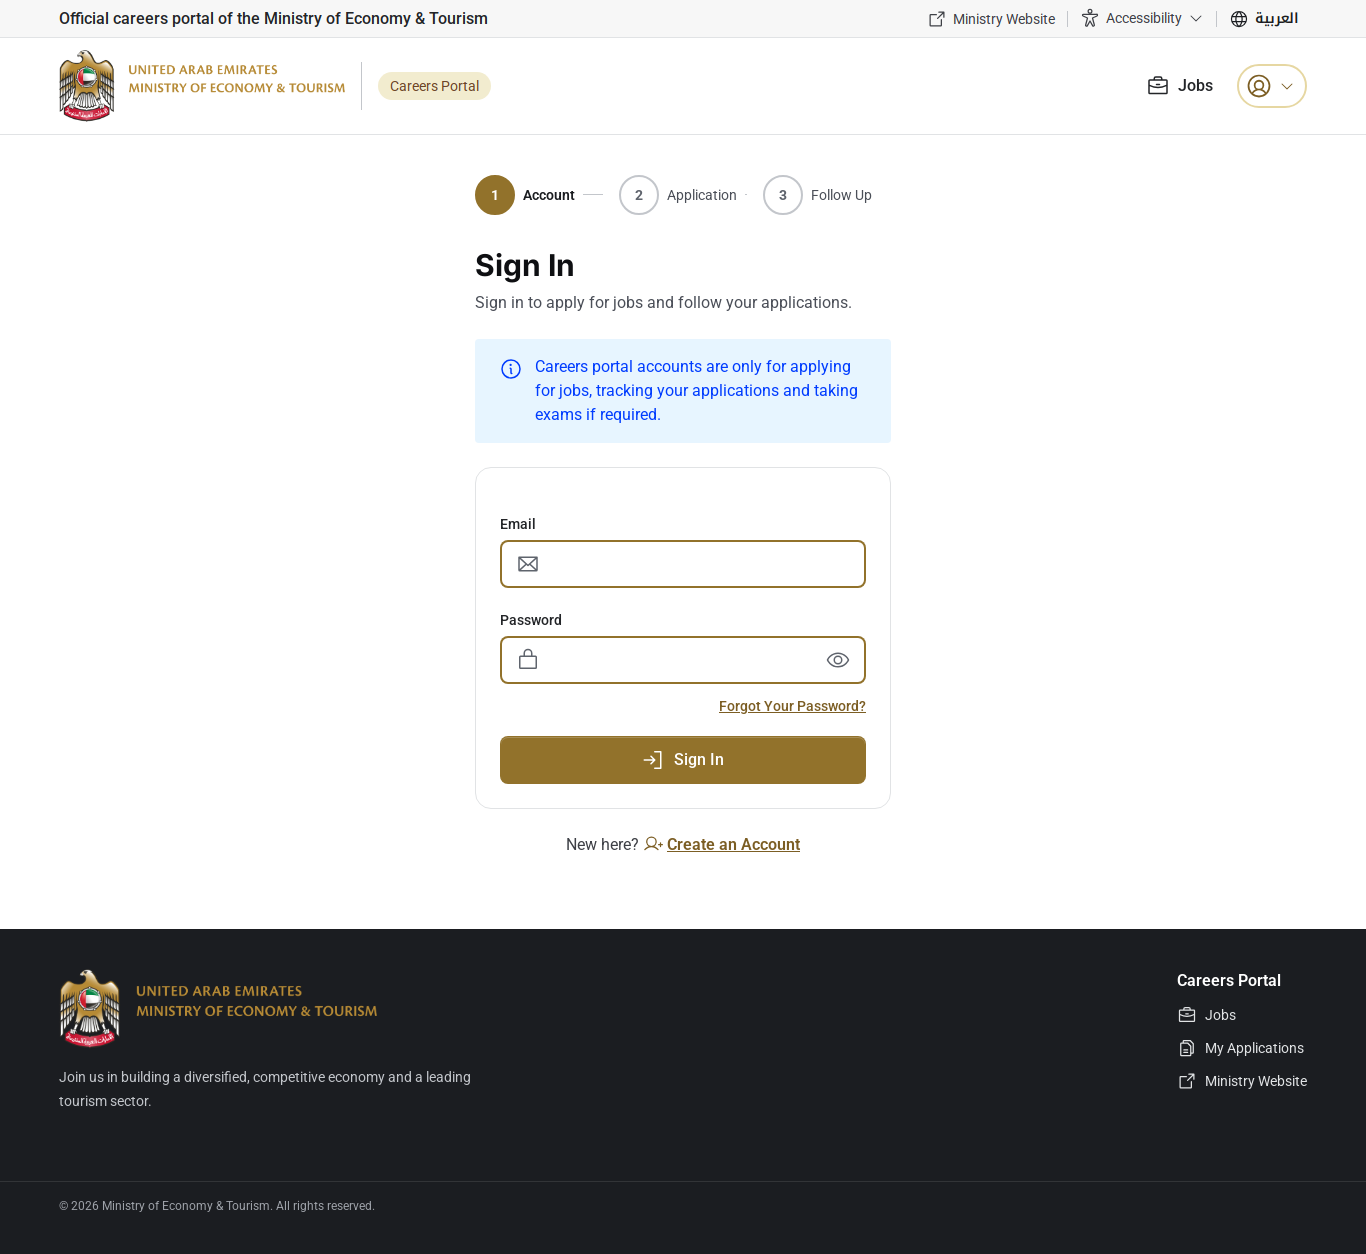 Official careers portal of the Ministry of Economy & Tourism
Ministry Website
Accessibility
العربية
UNITED ARAB EMIRATES
MINISTRY OF ECONOMY & TOURISM
Careers Portal
Jobs
1 Account
2 Application
3 Follow Up
Sign In
Sign in to apply for jobs and follow your applications.
Careers portal accounts are only for applying
for jobs, tracking your applications and taking
exams if required.
Email
Password
Forgot Your Password?
Sign In
New here? Create an Account
UNITED ARAB EMIRATES
MINISTRY OF ECONOMY & TOURISM
Join us in building a diversified, competitive economy and a leading
tourism sector.
Careers Portal
Jobs
My Applications
Ministry Website
© 2026 Ministry of Economy & Tourism. All rights reserved.